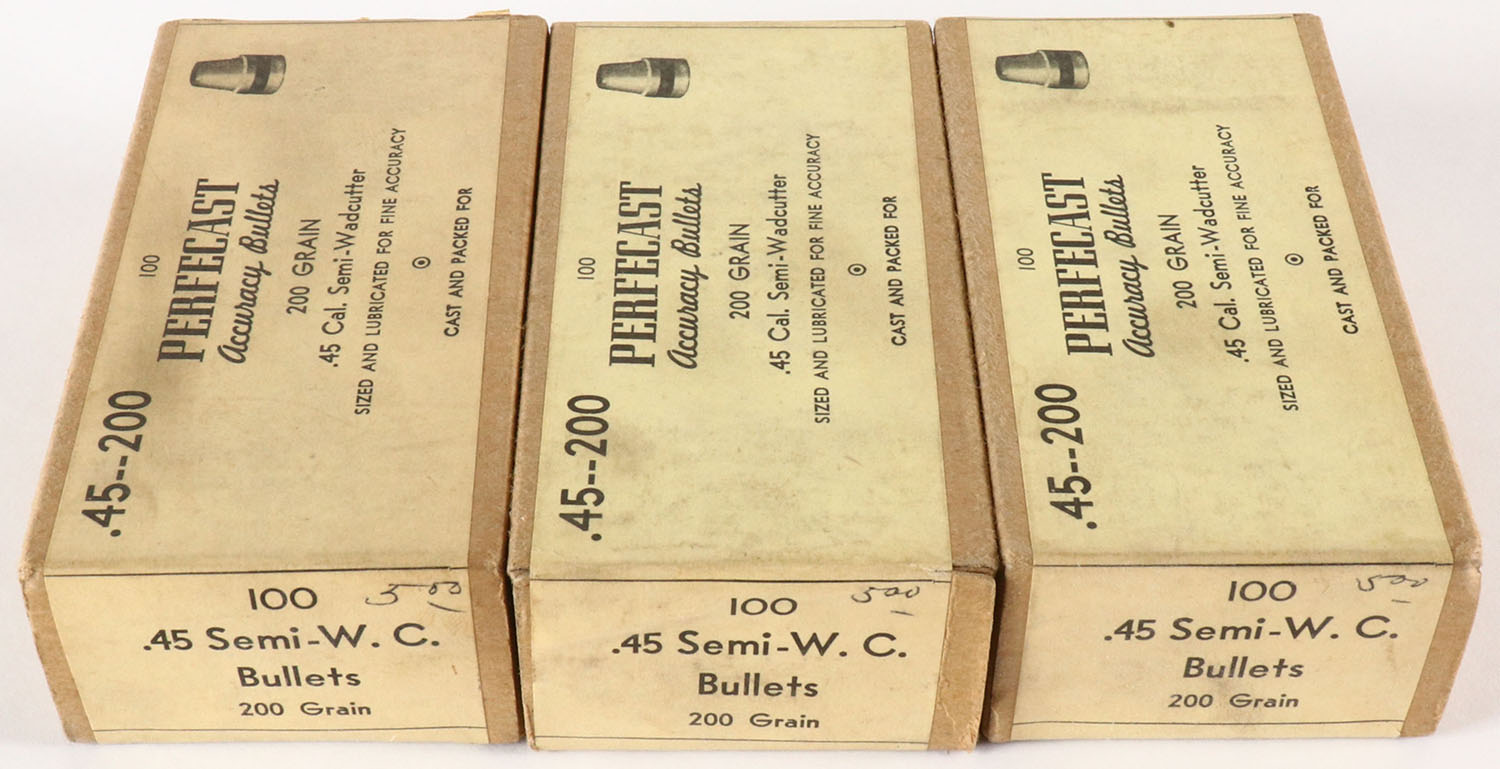 .45--200
100
PERFECAST
Accuracy Bullets
200 GRAIN
.45 Cal. Semi-Wadcutter
SIZED AND LUBRICATED FOR FINE ACCURACY
CAST AND PACKED FOR
100
.45 Semi-W. C.
Bullets
200 Grain
.45--200
100
PERFECAST
Accuracy Bullets
200 GRAIN
.45 Cal. Semi-Wadcutter
SIZED AND LUBRICATED FOR FINE ACCURACY
CAST AND PACKED FOR
100 500
.45 Semi-W. C.
Bullets
200 Grain
.45--200
100
PERFECAST
Accuracy Bullets
200 GRAIN
.45 Cal. Semi-Wadcutter
SIZED AND LUBRICATED FOR FINE ACCURACY
CAST AND PACKED FOR
100 500
.45 Semi-W. C.
Bullets
200 Grain